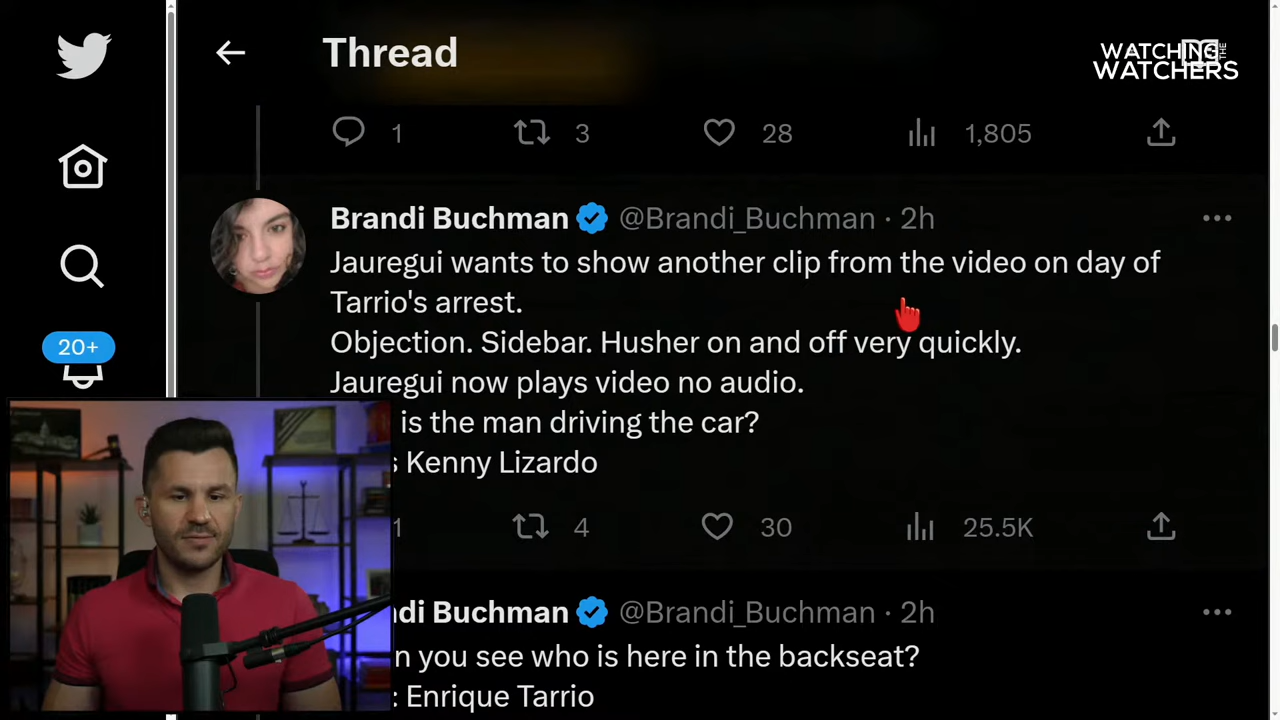 Thread
WATCHING THE
WATCHERS
1
3
28
1,805
Brandi Buchman @Brandi_Buchman · 2h
Jauregui wants to show another clip from the video on day of
Tarrio's arrest.
Objection. Sidebar. Husher on and off very quickly.
Jauregui now plays video no audio.
is the man driving the car?
Kenny Lizardo
20+
1
4
30
25.5K
di Buchman @Brandi_Buchman · 2h
n you see who is here in the backseat?
: Enrique Tarrio